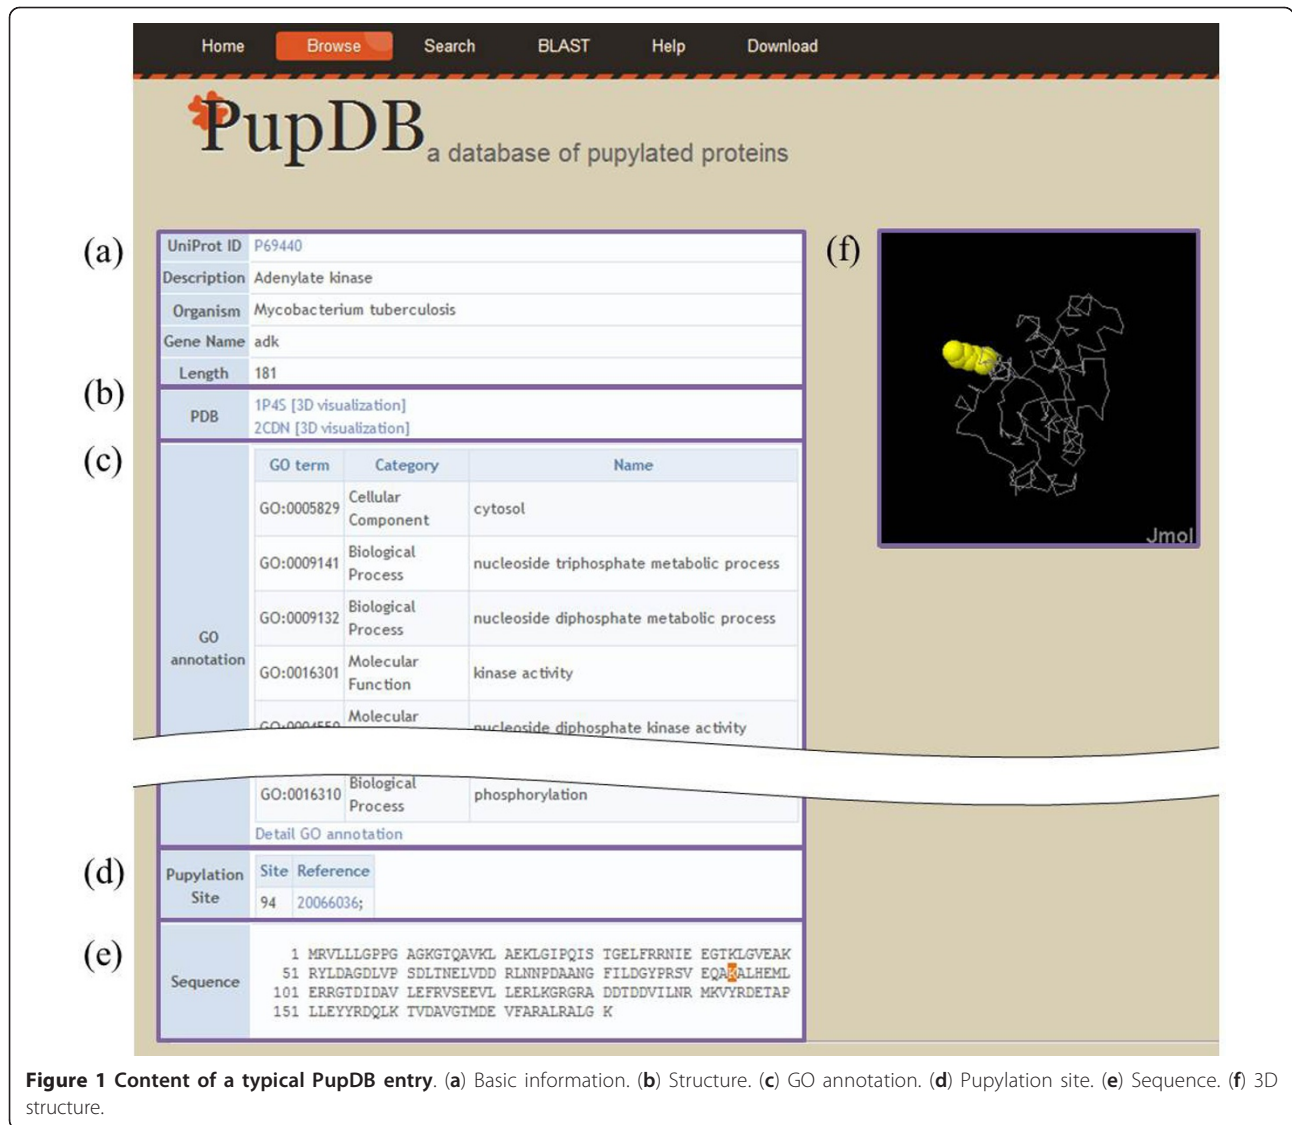 Home Browse Search BLAST Help Download
PupDB a database of pupylated proteins
(a)
UniProt ID P69440
Description Adenylate kinase
Organism Mycobacterium tuberculosis
Gene Name adk
Length 181
(b)
PDB
1P4S [3D visualization]
2CDN [3D visualization]
(c)
GO annotation
GO term Category Name
GO:0005829 Cellular Component cytosol
GO:0009141 Biological Process nucleoside triphosphate metabolic process
GO:0009132 Biological Process nucleoside diphosphate metabolic process
GO:0016301 Molecular Function kinase activity
GO:0004550 Molecular nucleoside diphosphate kinase activity
GO:0016310 Biological Process phosphorylation
Detail GO annotation
(d)
Pupylation Site
Site Reference
94 20066036;
(e)
Sequence
1 MRVLLLGPPG AGKGTQAVKL AEKLGIPQIS TGELFRRNIE EGTKLGVEAK
51 RYLDAGDLVP SDLTNELVDD RLNNPDAANG FILDGYPRSV EQAKALHEML
101 ERRGTDIDAV LEFRVSEEVL LERLKGRGRA DDTDDVILNR MKVYRDETAP
151 LLEYYRDQLK TVDAVGTMDE VFARALRALG K
(f)
Jmol
Figure 1 Content of a typical PupDB entry. (a) Basic information. (b) Structure. (c) GO annotation. (d) Pupylation site. (e) Sequence. (f) 3D
structure.